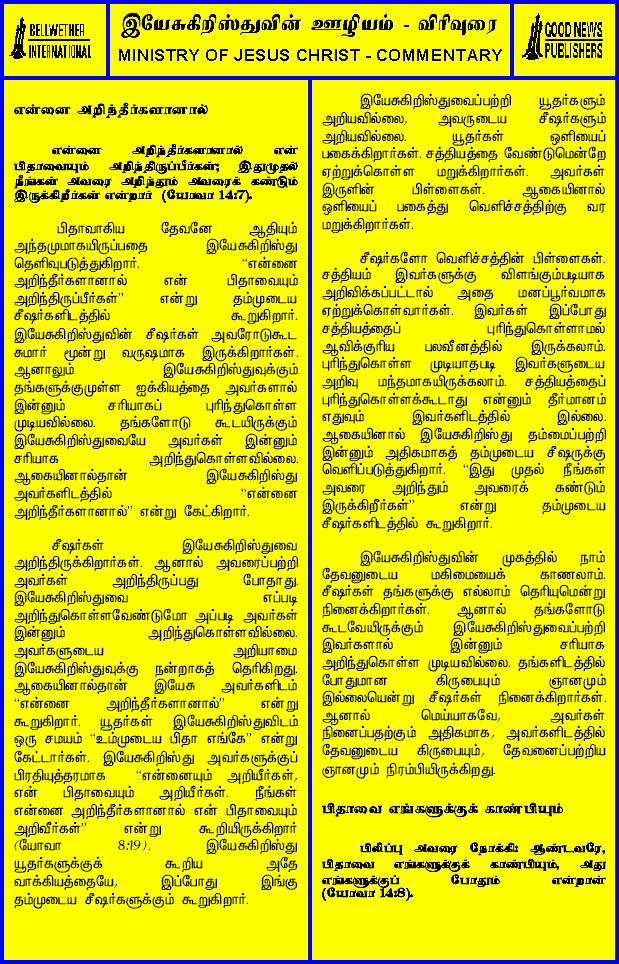 BELLWETHER
INTERNATIONAL
இயேசுகிறிஸ்துவின் ஊழியம் - விரிவுரை
MINISTRY OF JESUS CHRIST - COMMENTARY
GOOD NEWS
PUBLISHERS
என்னை அறிந்தீர்களானால்
என்னை அறிந்தீர்களானால் என்
பிதாவையும் அறிந்திருப்பீர்கள்; இதுமுதல்
நீங்கள் அவரை அறிந்தும் அவரைக் கண்டும்
இருக்கிறீர்கள் என்றார் (யோவா 14:7).
பிதாவாகிய தேவனே ஆதியும்
அந்தமுமாகயிருப்பதை இயேசுகிறிஸ்து
தெளிவுபடுத்துகிறார். “என்னை
அறிந்தீர்களானால் என் பிதாவையும்
அறிந்திருப்பீர்கள்” என்று தம்முடைய
சீஷர்களிடத்தில் கூறுகிறார்.
இயேசுகிறிஸ்துவின் சீஷர்கள் அவரோடுகூட
சுமார் மூன்று வருஷமாக இருக்கிறார்கள்.
ஆனாலும் இயேசுகிறிஸ்துவுக்கும்
தங்களுக்குமுள்ள ஐக்கியத்தை அவர்களால்
இன்னும் சரியாகப் புரிந்துகொள்ள
முடியவில்லை. தங்களோடு கூடயிருக்கும்
இயேசுகிறிஸ்துவையே அவர்கள் இன்னும்
சரியாக அறிந்துகொள்ளவில்லை.
ஆகையினால்தான் இயேசுகிறிஸ்து
அவர்களிடத்தில் “என்னை
அறிந்தீர்களானால்” என்று கேட்கிறார்.
சீஷர்கள் இயேசுகிறிஸ்துவை
அறிந்திருக்கிறார்கள். ஆனால் அவரைப்பற்றி
அவர்கள் அறிந்திருப்பது போதாது.
இயேசுகிறிஸ்துவை எப்படி
அறிந்துகொள்ளவேண்டுமோ அப்படி அவர்கள்
இன்னும் அறிந்துகொள்ளவில்லை.
அவர்களுடைய அறியாமை
இயேசுகிறிஸ்துவுக்கு நன்றாகத் தெரிகிறது.
ஆகையினால்தான் இயேசு அவர்களிடம்
“என்னை அறிந்தீர்களானால்” என்று
கூறுகிறார். யூதர்கள் இயேசுகிறிஸ்துவிடம்
ஒரு சமயம் “உம்முடைய பிதா எங்கே” என்று
கேட்டார்கள். இயேசுகிறிஸ்து அவர்களுக்குப்
பிரதியுத்தரமாக “என்னையும் அறியீர்கள்,
என் பிதாவையும் அறியீர்கள். நீங்கள்
என்னை அறிந்தீர்களானால் என் பிதாவையும்
அறிவீர்கள்” என்று கூறியிருக்கிறார்
(யோவா 8:19). இயேசுகிறிஸ்து
யூதர்களுக்குக் கூறிய அதே
வாக்கியத்தையே, இப்போது இங்கு
தம்முடைய சீஷர்களுக்கும் கூறுகிறார்.
இயேசுகிறிஸ்துவைப்பற்றி யூதர்களும்
அறியவில்லை, அவருடைய சீஷர்களும்
அறியவில்லை. யூதர்கள் ஒளியைப்
பகைக்கிறார்கள். சத்தியத்தை வேண்டுமென்றே
ஏற்றுக்கொள்ள மறுக்கிறார்கள். அவர்கள்
இருளின் பிள்ளைகள். ஆகையினால்
ஒளியைப் பகைத்து வெளிச்சத்திற்கு வர
மறுக்கிறார்கள்.
சீஷர்களோ வெளிச்சத்தின் பிள்ளைகள்.
சத்தியம் இவர்களுக்கு விளங்கும்படியாக
அறிவிக்கப்பட்டால் அதை மனப்பூர்வமாக
ஏற்றுக்கொள்வார்கள். இவர்கள் இப்போது
சத்தியத்தைப் புரிந்துகொள்ளாமல்
ஆவிக்குரிய பலவீனத்தில் இருக்கலாம்.
புரிந்துகொள்ள முடியாதபடி இவர்களுடைய
அறிவு மந்தமாகயிருக்கலாம். சத்தியத்தைப்
புரிந்துகொள்ளக்கூடாது என்னும் தீர்மானம்
எதுவும் இவர்களிடத்தில் இல்லை.
ஆகையினால் இயேசுகிறிஸ்து தம்மைப்பற்றி
இன்னும் அதிகமாகத் தம்முடைய சீஷருக்கு
வெளிப்படுத்துகிறார். “இது முதல் நீங்கள்
அவரை அறிந்தும் அவரைக் கண்டும்
இருக்கிறீர்கள்” என்று தம்முடைய
சீஷர்களிடத்தில் கூறுகிறார்.
இயேசுகிறிஸ்துவின் முகத்தில் நாம்
தேவனுடைய மகிமையைக் காணலாம்.
சீஷர்கள் தங்களுக்கு எல்லாம் தெரியுமென்று
நினைக்கிறார்கள். ஆனால் தங்களோடு
கூடவேயிருக்கும் இயேசுகிறிஸ்துவைப்பற்றி
இவர்களால் இன்னும் சரியாக
அறிந்துகொள்ள முடியவில்லை. தங்களிடத்தில்
போதுமான கிருபையும் ஞானமும்
இல்லையென்று சீஷர்கள் நினைக்கிறார்கள்.
ஆனால் மெய்யாகவே, அவர்கள்
நினைப்பதற்கும் அதிகமாக, அவர்களிடத்தில்
தேவனுடைய கிருபையும், தேவனைப்பற்றிய
ஞானமும் நிரம்பியிருக்கிறது.
பிதாவை எங்களுக்குக் காண்பியும்
பிலிப்பு அவரை நோக்கி: ஆண்டவரே,
பிதாவை எங்களுக்குக் காண்பியும், அது
எங்களுக்குப் போதும் என்றான்
(யோவா 14:8).